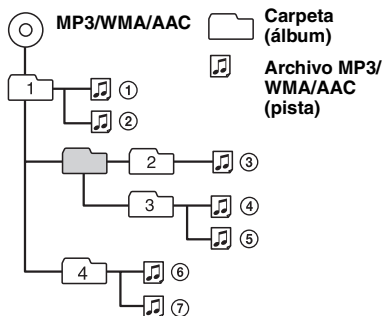 MP3/WMA/AAC
Carpeta
(álbum)
Archivo MP3/
WMA/AAC
(pista)
1
①
②
2
③
3
④
⑤
4
⑥
⑦